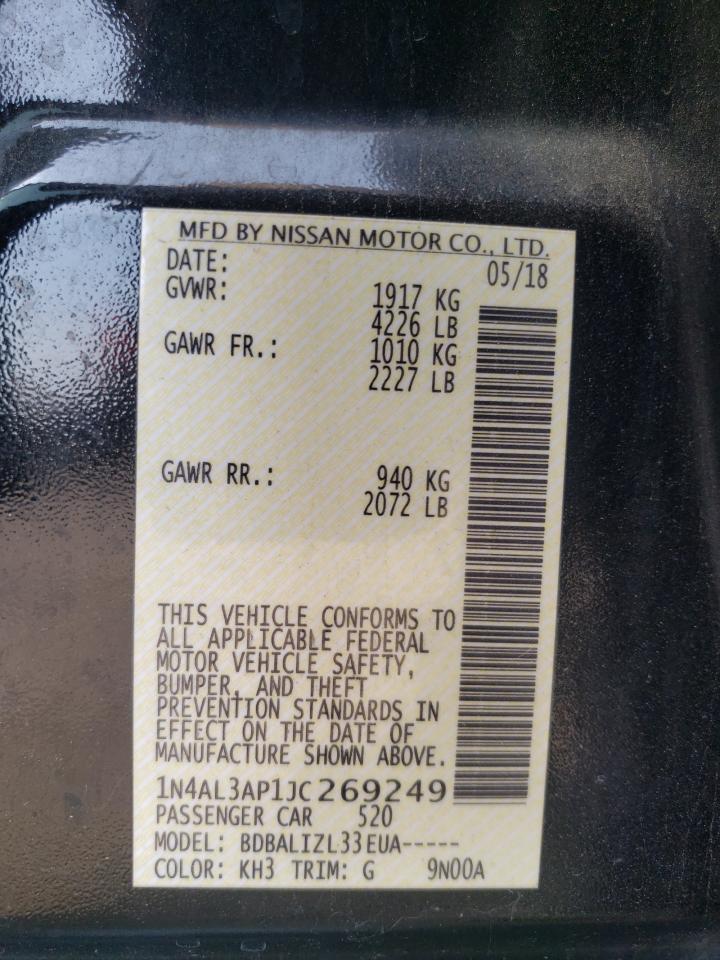 MFD BY NISSAN MOTOR CO., LTD.
DATE: 05/18
GVWR: 1917 KG
4226 LB
GAWR FR.: 1010 KG
2227 LB
GAWR RR.: 940 KG
2072 LB
THIS VEHICLE CONFORMS TO
ALL APPLICABLE FEDERAL
MOTOR VEHICLE SAFETY,
BUMPER, AND THEFT
PREVENTION STANDARDS IN
EFFECT ON THE DATE OF
MANUFACTURE SHOWN ABOVE.
1N4AL3AP1JC269249
PASSENGER CAR 520
MODEL: BDBALIZL33EUA-----
COLOR: KH3 TRIM: G 9N00A